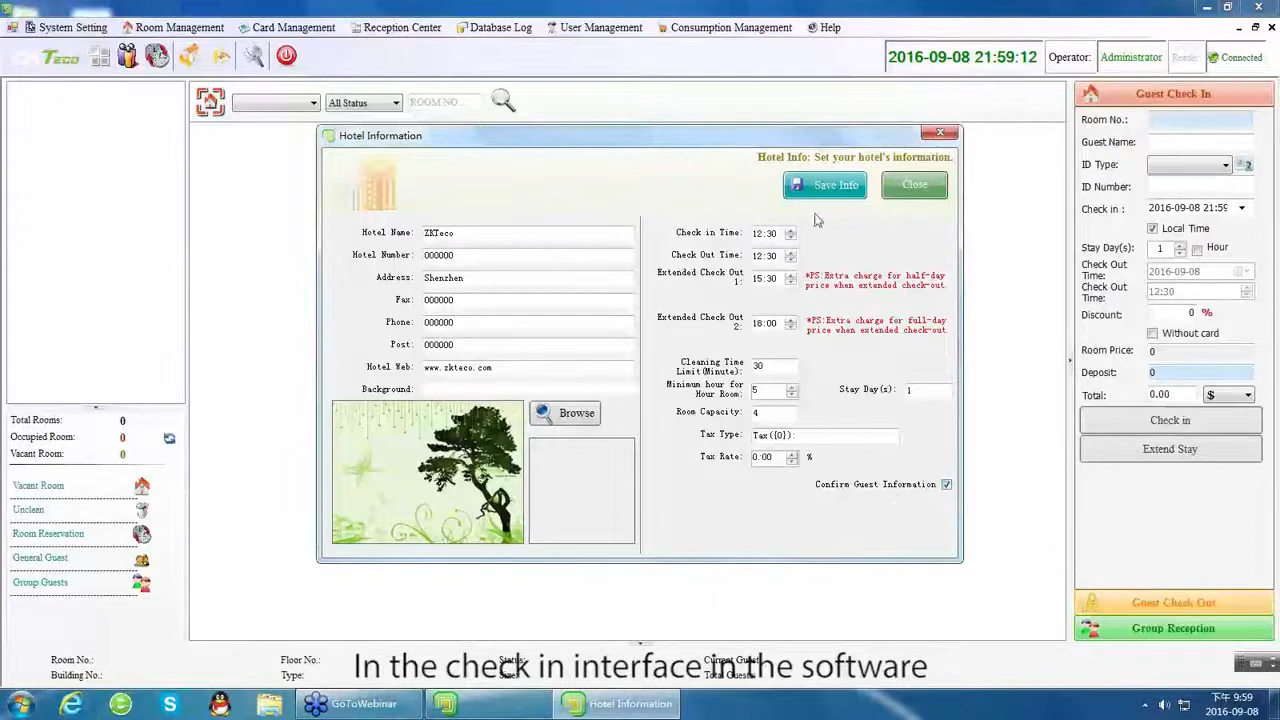 System Setting Room Management Card Management Reception Center Database Log User Management Consumption Management Help
ZKTeco
2016-09-08 21:59:12
Operator:
Administrator
Reader
Connected
All Status
ROOM NO...
Hotel Information
Hotel Info: Set your hotel's information.
Save Info
Close
Hotel Name: ZKTeco
Hotel Number: 000000
Address: Shenzhen
Fax: 000000
Phone: 000000
Post: 000000
Hotel Web: www.zkteco.com
Background:
Browse
Check in Time: 12:30
Check Out Time: 12:30
Extended Check Out
1: 15:30
*PS:Extra charge for half-day
price when extended check-out.
Extended Check Out
2: 18:00
*PS:Extra charge for full-day
price when extended check-out.
Cleaning Time
Limit(Minute): 30
Minimum hour for
Hour Room: 5
Stay Day(s): 1
Room Capacity: 4
Tax Type: Tax({0}):
Tax Rate: 0.00 %
Confirm Guest Information
Guest Check In
Room No.:
Guest Name:
ID Type:
ID Number:
Check in : 2016-09-08 21:59
Local Time
Stay Day(s): 1 Hour
Check Out
Time: 2016-09-08
Check Out
Time: 12:30
Discount: 0 %
Without card
Room Price: 0
Deposit: 0
Total: 0.00 $
Check in
Extend Stay
Guest Check Out
Group Reception
Total Rooms: 0
Occupied Room: 0
Vacant Room: 0
Vacant Room
Unclean
Room Reservation
General Guest
Group Guests
Room No.: Floor No.: Status: Current Guest:
Building No.: Type: Size: Total Guests:
In the check in interface in the software
GoToWebinar
Hotel Information
下午 9:59
2016-09-08